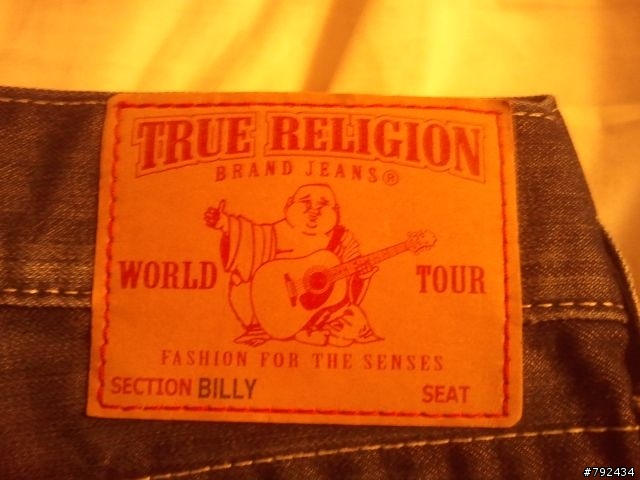 TRUE RELIGION
BRAND JEANS®
WORLD TOUR
FASHION FOR THE SENSES
SECTION BILLY SEAT
#792434